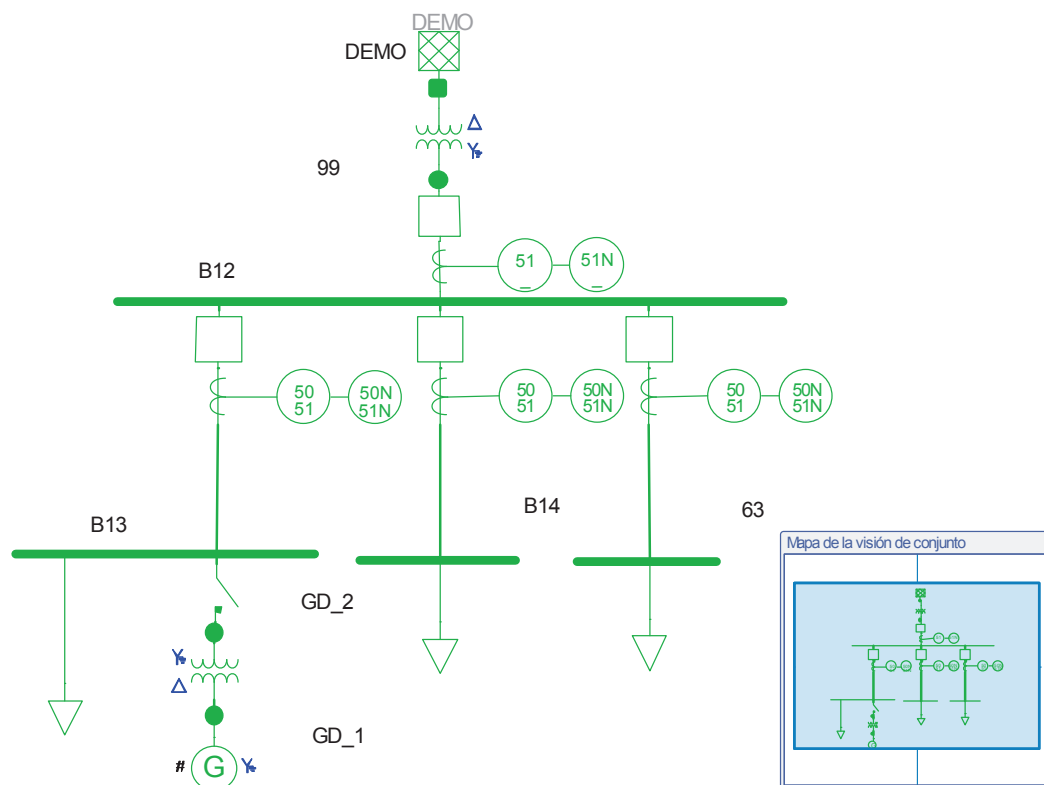 DEMO
DEMO
Δ
Y
99
51
51N
B12
50
51
50N
51N
50
51
50N
51N
50
51
50N
51N
B14
63
B13
Mapa de la visión de conjunto
GD_2
Y
Δ
GD_1
# G Y